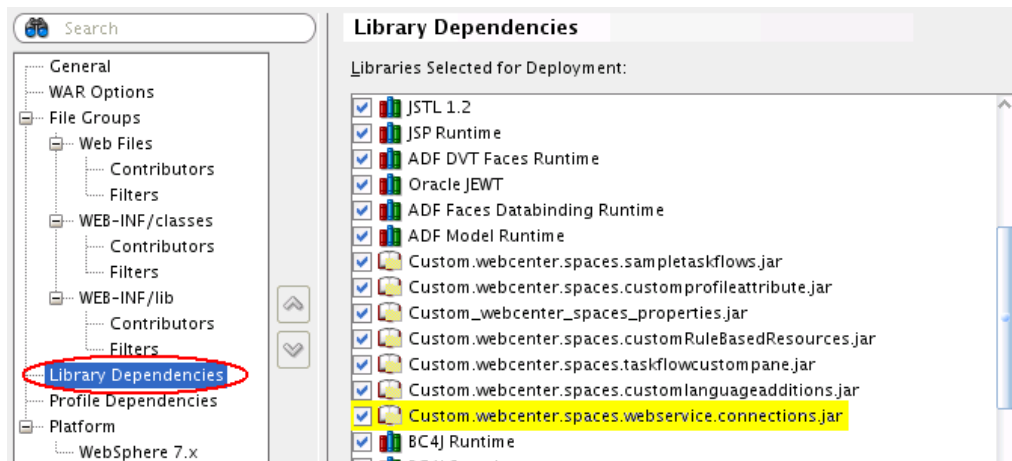 Search
General
WAR Options
File Groups
Web Files
Contributors
Filters
WEB-INF/classes
Contributors
Filters
WEB-INF/lib
Contributors
Filters
Library Dependencies
Profile Dependencies
Platform
WebSphere 7.x
Library Dependencies
Libraries Selected for Deployment:
JSTL 1.2
JSP Runtime
ADF DVT Faces Runtime
Oracle JEWT
ADF Faces Databinding Runtime
ADF Model Runtime
Custom.webcenter.spaces.sampletaskflows.jar
Custom.webcenter.spaces.customprofileattribute.jar
Custom_webcenter_spaces_properties.jar
Custom.webcenter.spaces.customRuleBasedResources.jar
Custom.webcenter.spaces.taskflowcustompane.jar
Custom.webcenter.spaces.customlanguageadditions.jar
Custom.webcenter.spaces.webservice.connections.jar
BC4J Runtime